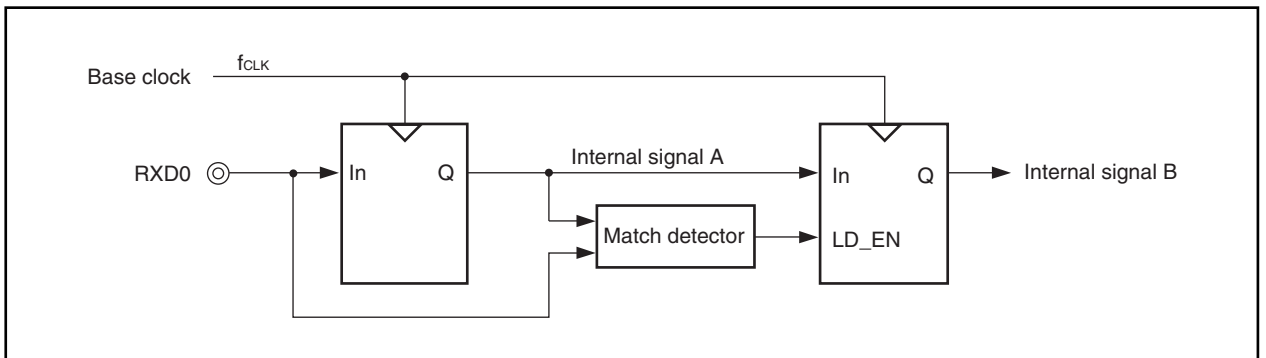 Base clock
fCLK
RXD0
In
Q
Internal signal A
In
Q
Internal signal B
Match detector
LD_EN